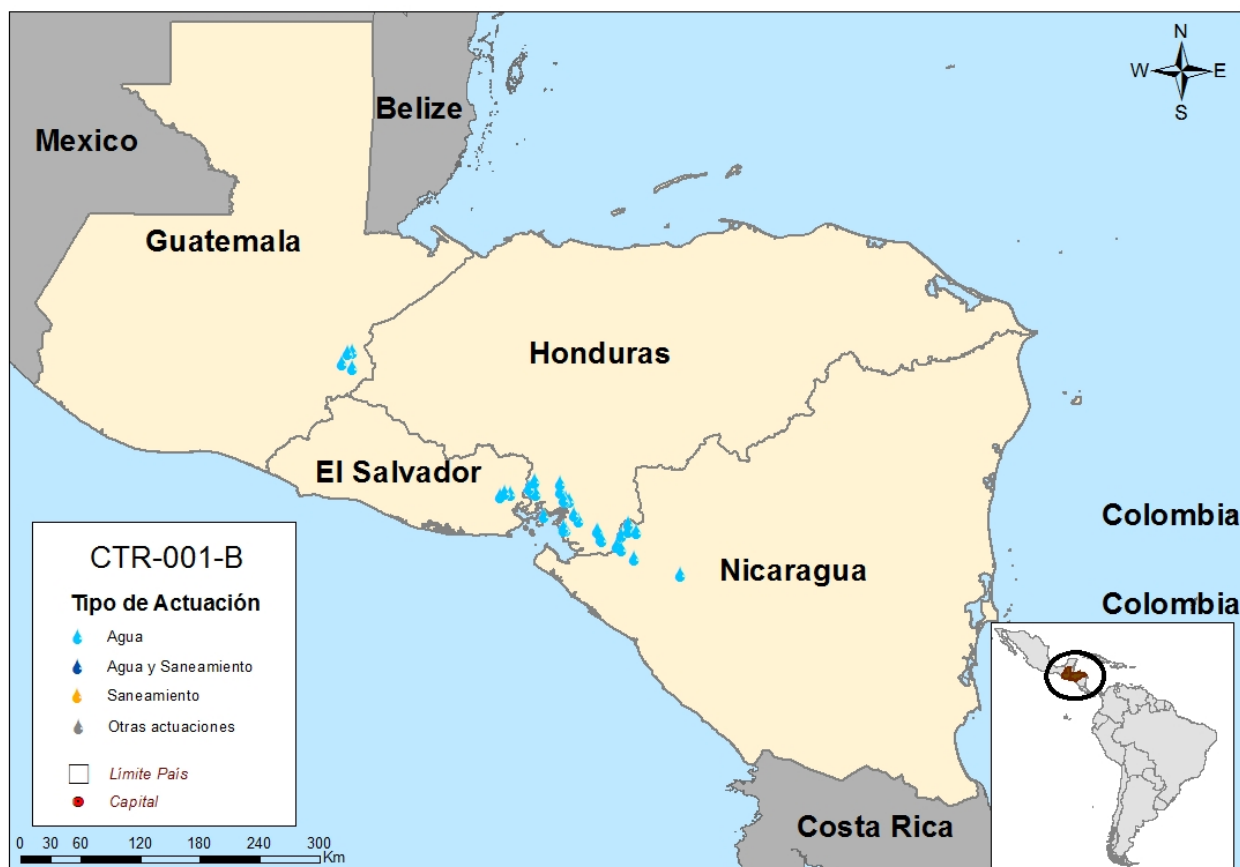 N
W E
S
Belize
Mexico
Guatemala
Honduras
El Salvador
Colombia
Nicaragua
Colombia
Costa Rica
CTR-001-B
Tipo de Actuación
Agua
Agua y Saneamiento
Saneamiento
Otras actuaciones
Límite País
Capital
0 30 60 120 180 240 300
Km